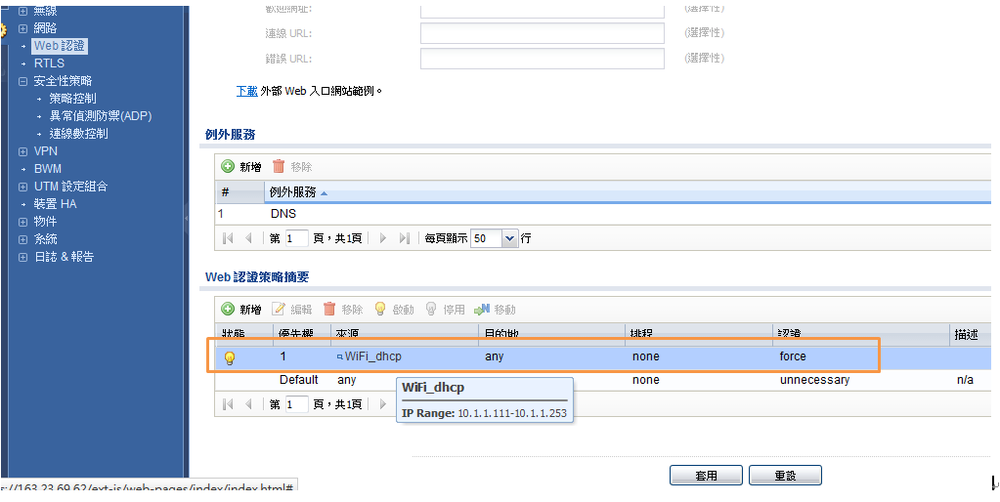 無線
歡迎網址:
(選擇性)
網路
Web 認證
連線 URL:
(選擇性)
RTLS
錯誤 URL:
(選擇性)
安全性策略
策略控制
下載 外部 Web 入口網站範例。
異常偵測防禦(ADP)
連線數控制
例外服務
VPN
BWM
新增 移除
UTM 設定組合
# 例外服務
裝置 HA
1 DNS
物件
系統
第 1 頁，共1頁 每頁顯示 50 行
日誌 & 報告
Web 認證策略摘要
新增 編輯 移除 啟動 停用 移動
狀態 優先權 來源 目的地 排程 認證 描述
1 WiFi_dhcp any none force
Default any none unnecessary n/a
WiFi_dhcp
第 1 頁，共1頁
IP Range: 10.1.1.111-10.1.1.253
套用 重設
s://163.23.69.62/ext-js/web-pages/index/index.html#